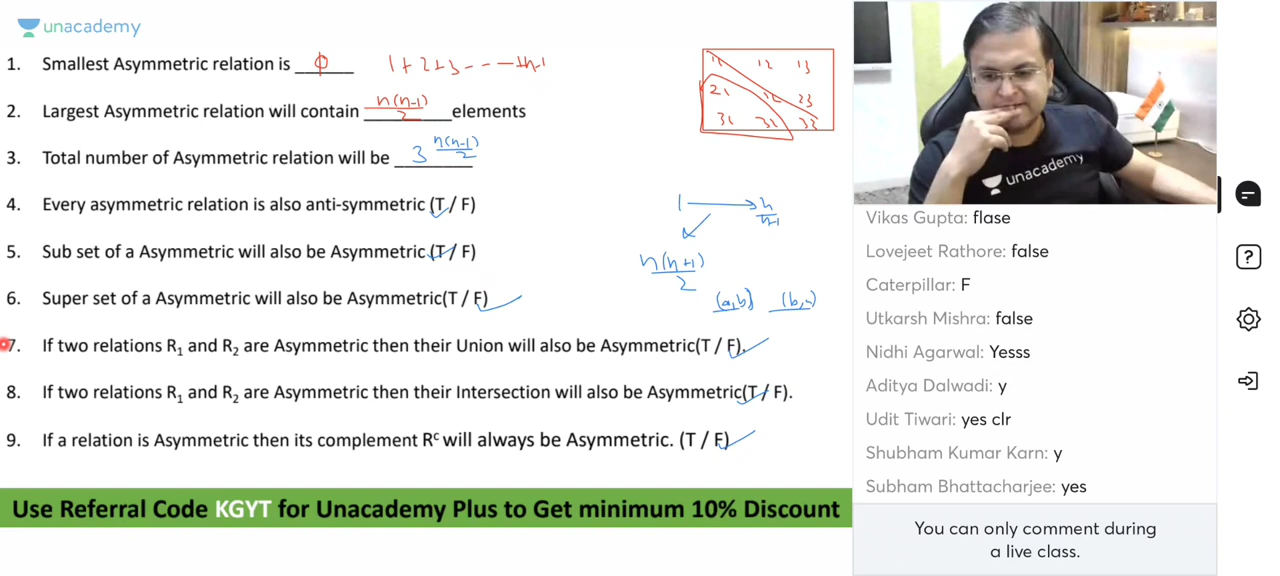 unacademy
1. Smallest Asymmetric relation is ϕ 1+2+3----+n-1
2. Largest Asymmetric relation will contain n(n-1)/2 elements
3. Total number of Asymmetric relation will be 3^(n(n-1)/2)
4. Every asymmetric relation is also anti-symmetric (T / F)
5. Sub set of a Asymmetric will also be Asymmetric (T / F)
6. Super set of a Asymmetric will also be Asymmetric(T / F)
7. If two relations R₁ and R₂ are Asymmetric then their Union will also be Asymmetric(T / F).
8. If two relations R₁ and R₂ are Asymmetric then their Intersection will also be Asymmetric(T / F).
9. If a relation is Asymmetric then its complement Rᶜ will always be Asymmetric. (T / F)
11 12 13
21 23
31 32 33
1 → n
n-1
n(n+1)/2
(a,b)
Use Referral Code KGYT for Unacademy Plus to Get minimum 10% Discount
unacademy
Vikas Gupta: flase
Lovejeet Rathore: false
Caterpillar: F
Utkarsh Mishra: false
Nidhi Agarwal: Yesss
Aditya Dalwadi: y
Udit Tiwari: yes clr
Shubham Kumar Karn: y
Subham Bhattacharjee: yes
You can only comment during
a live class.